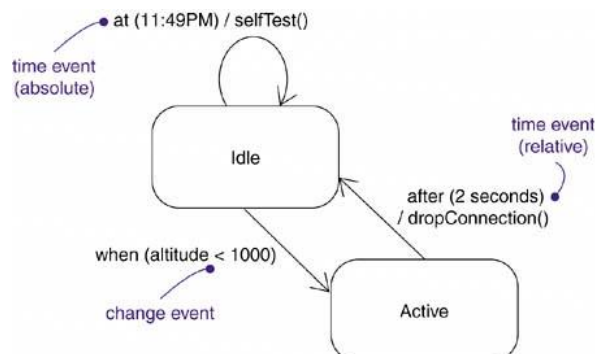 at (11:49PM) / selfTest()
time event
(absolute)
time event
(relative)
Idle
after (2 seconds)
/ dropConnection()
when (altitude < 1000)
change event
Active